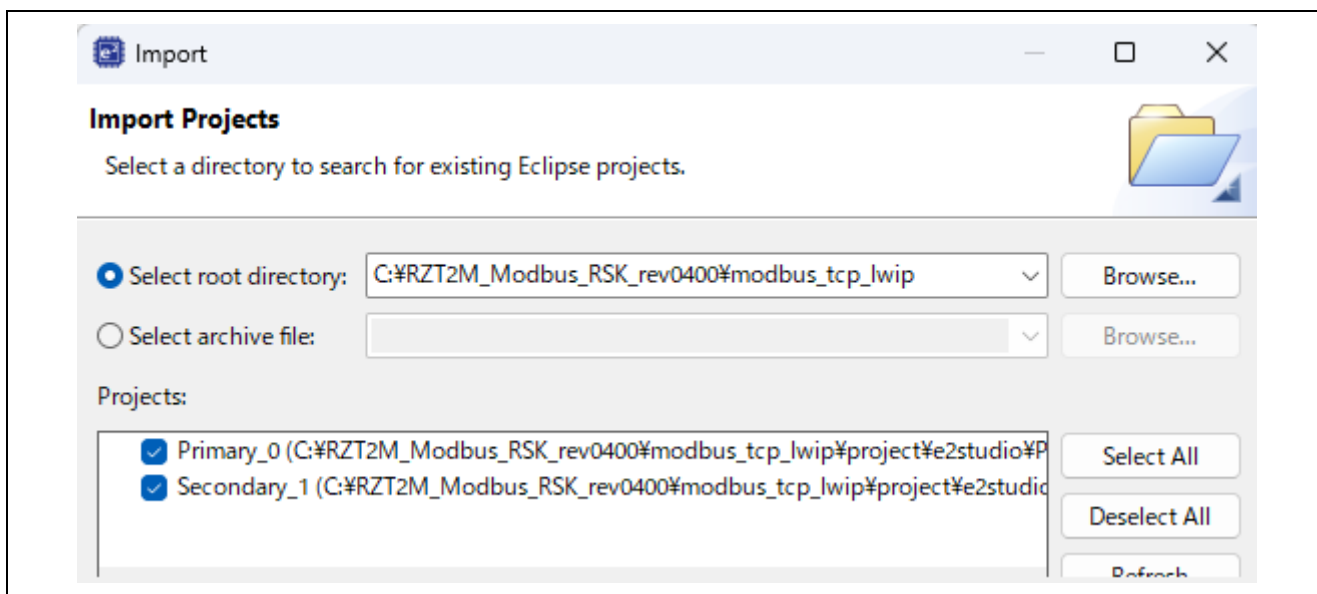 Import
Import Projects
Select a directory to search for existing Eclipse projects.
Select root directory: C:¥RZT2M_Modbus_RSK_rev0400¥modbus_tcp_lwip Browse...
Select archive file: Browse...
Projects:
Primary_0 (C:¥RZT2M_Modbus_RSK_rev0400¥modbus_tcp_lwip¥project¥e2studio¥P
Secondary_1 (C:¥RZT2M_Modbus_RSK_rev0400¥modbus_tcp_lwip¥project¥e2studio
Select All
Deselect All
Refresh